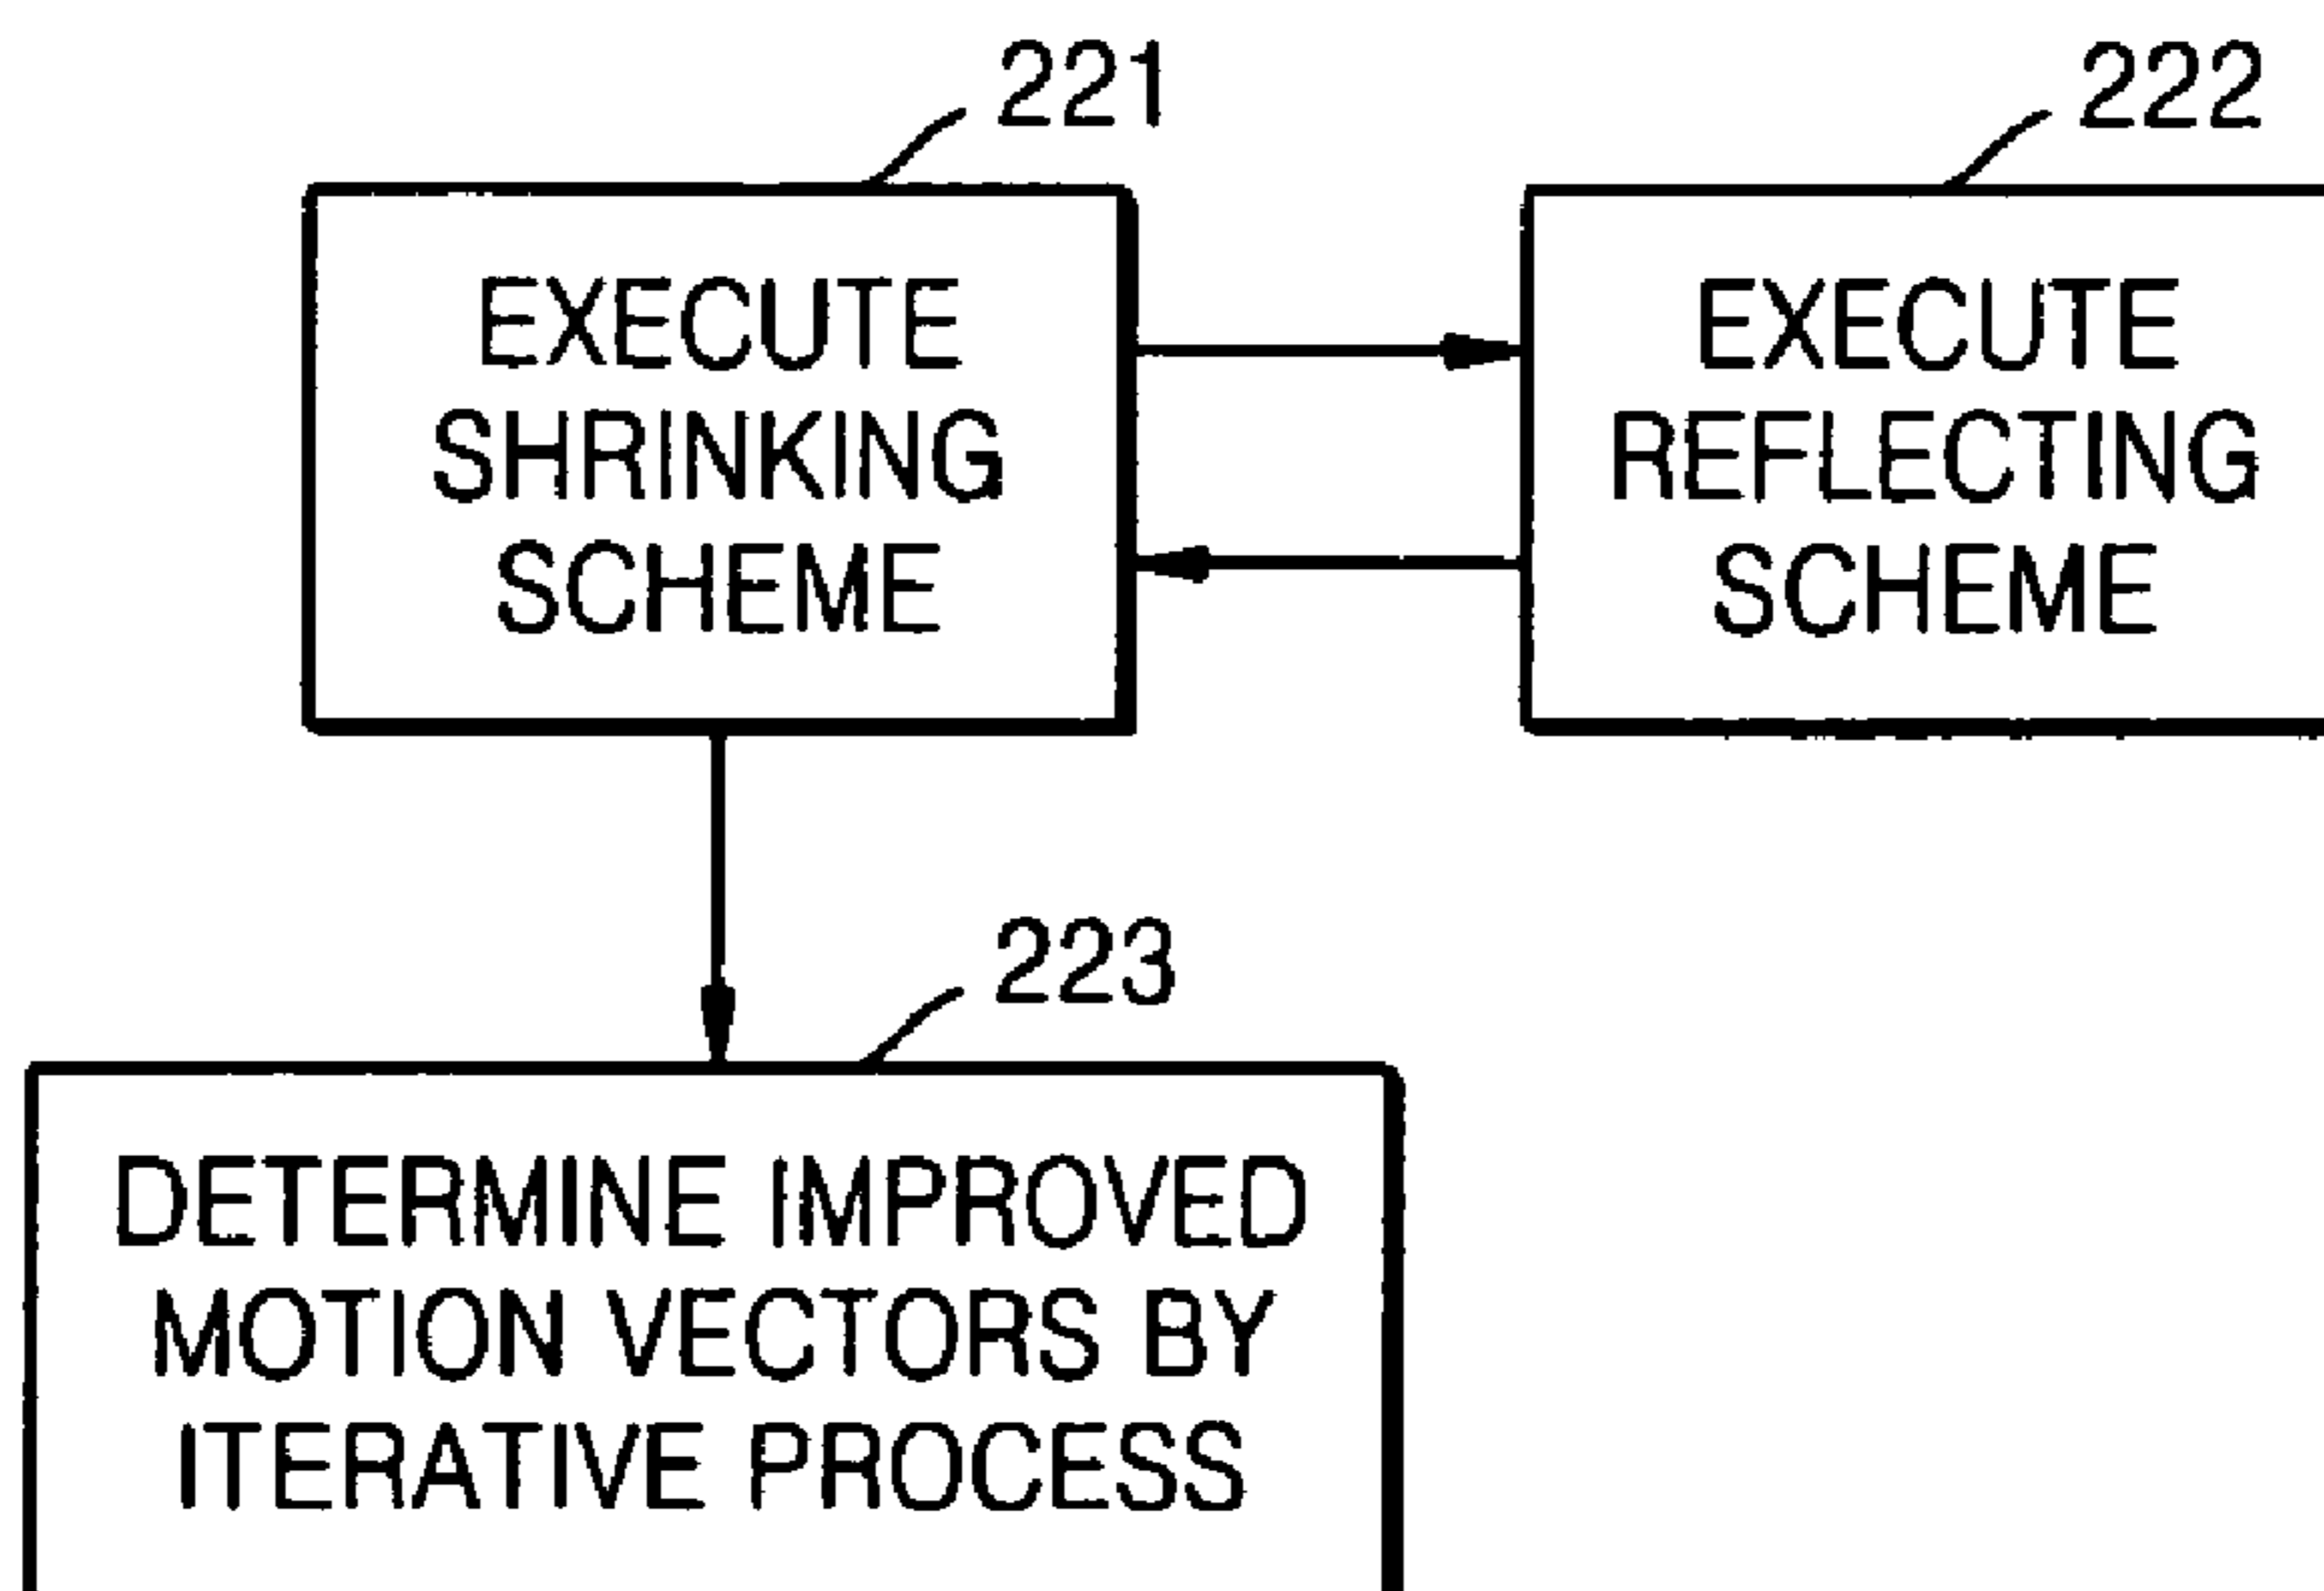 221
EXECUTE
SHRINKING
SCHEME
222
EXECUTE
REFLECTING
SCHEME
223
DETERMINE IMPROVED
MOTION VECTORS BY
ITERATIVE PROCESS